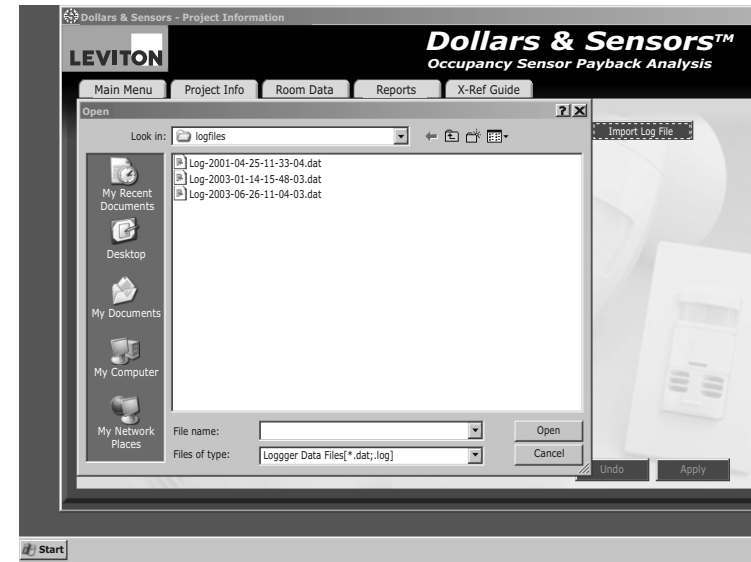 Dollars & Sensors - Project Information
LEVITON
Dollars & Sensors™
Occupancy Sensor Payback Analysis
Main Menu
Project Info
Room Data
Reports
X-Ref Guide
Open
? X
Look in:
logfiles
Import Log File
Log-2001-04-25-11-33-04.dat
Log-2003-01-14-15-48-03.dat
Log-2003-06-26-11-04-03.dat
My Recent
Documents
Desktop
My Documents
My Computer
My Network
Places
File name:
Open
Files of type:
Loggger Data Files[*.dat;.log]
Cancel
Undo
Apply
Start